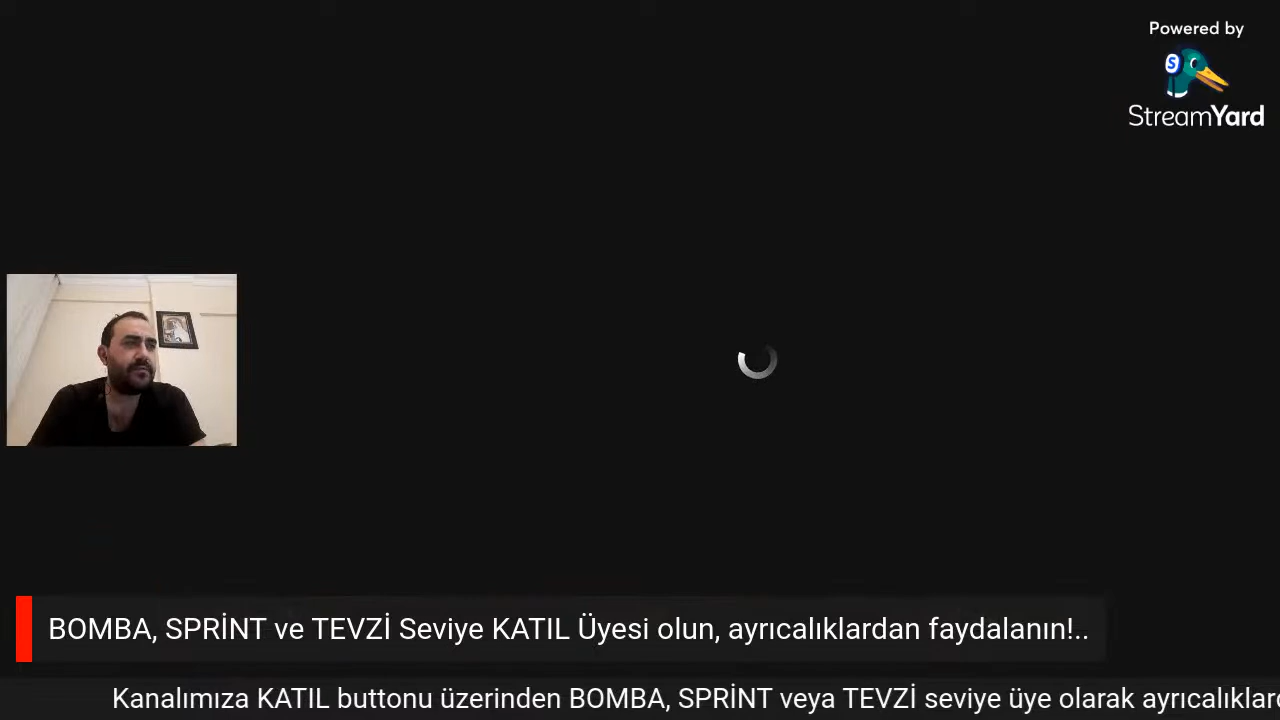 Powered by
S
StreamYard
BOMBA, SPRİNT ve TEVZİ Seviye KATIL Üyesi olun, ayrıcalıklardan faydalanın!..
Kanalımıza KATIL buttonu üzerinden BOMBA, SPRİNT veya TEVZİ seviye üye olarak